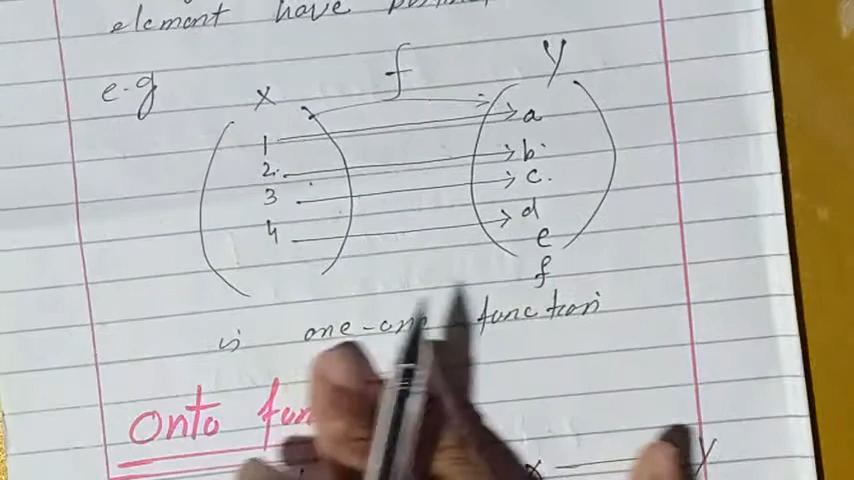 element have
e-g x f y
1 a
2 b
3 c
4 d
e
f
is one-one function
Onto
x y